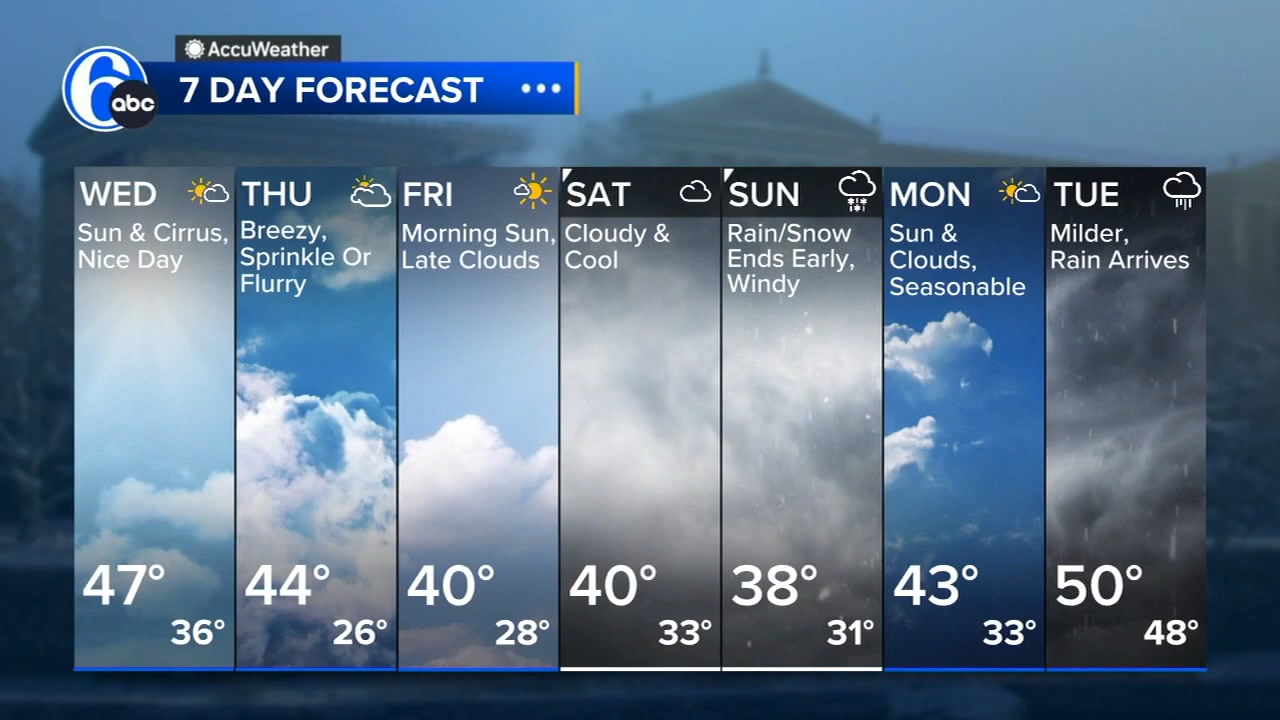 AccuWeather
6
abc
7 DAY FORECAST
WED
Sun & Cirrus,
Nice Day
47°
36°
THU
Breezy,
Sprinkle Or
Flurry
44°
26°
FRI
Morning Sun,
Late Clouds
40°
28°
SAT
Cloudy &
Cool
40°
33°
SUN
Rain/Snow
Ends Early,
Windy
38°
31°
MON
Sun &
Clouds,
Seasonable
43°
33°
TUE
Milder,
Rain Arrives
50°
48°